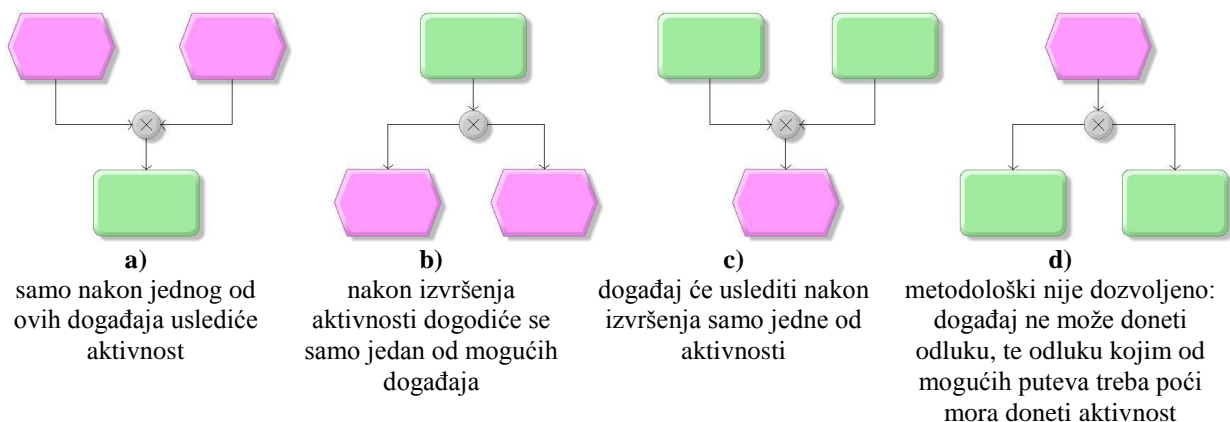 a)
samo nakon jednog od
ovih događaja uslediće
aktivnost
b)
nakon izvršenja
aktivnosti dogodiće se
samo jedan od mogućih
događaja
c)
događaj će uslediti nakon
izvršenja samo jedne od
aktivnosti
d)
metodološki nije dozvoljeno:
događaj ne može doneti
odluku, te odluku kojim od
mogućih puteva treba poći
mora doneti aktivnost